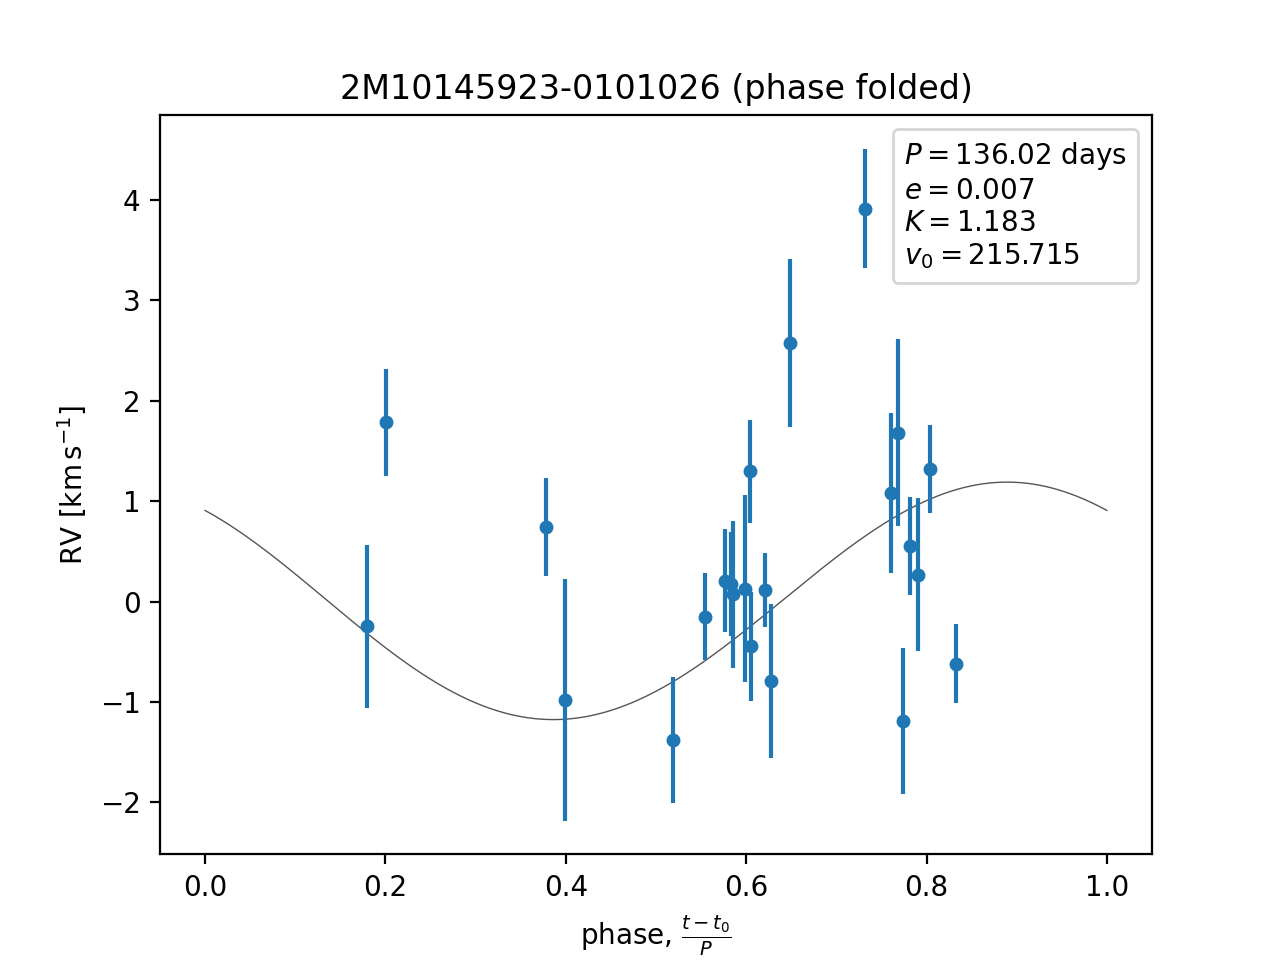 2M10145923-0101026 (phase folded)
P = 136.02 days
e = 0.007
K = 1.183
v₀ = 215.715
RV [km s⁻¹]
4
3
2
1
0
−1
−2
0.0 0.2 0.4 0.6 0.8 1.0
phase, (t − t₀)/P